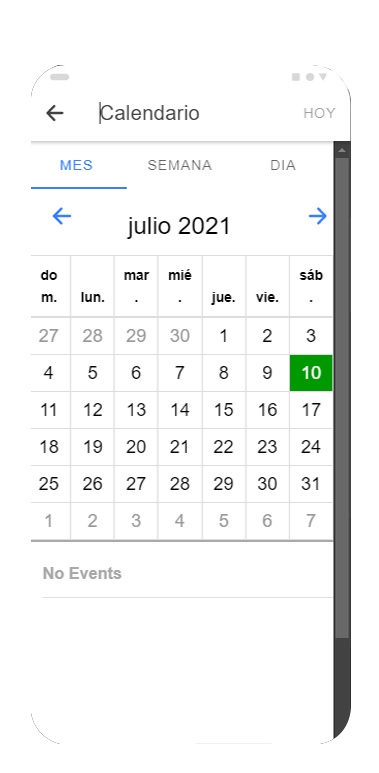 Calendario HOY
MES SEMANA DIA
julio 2021
do mar mié sáb
m. lun. . . jue. vie. .
27 28 29 30 1 2 3
4 5 6 7 8 9 10
11 12 13 14 15 16 17
18 19 20 21 22 23 24
25 26 27 28 29 30 31
1 2 3 4 5 6 7
No Events